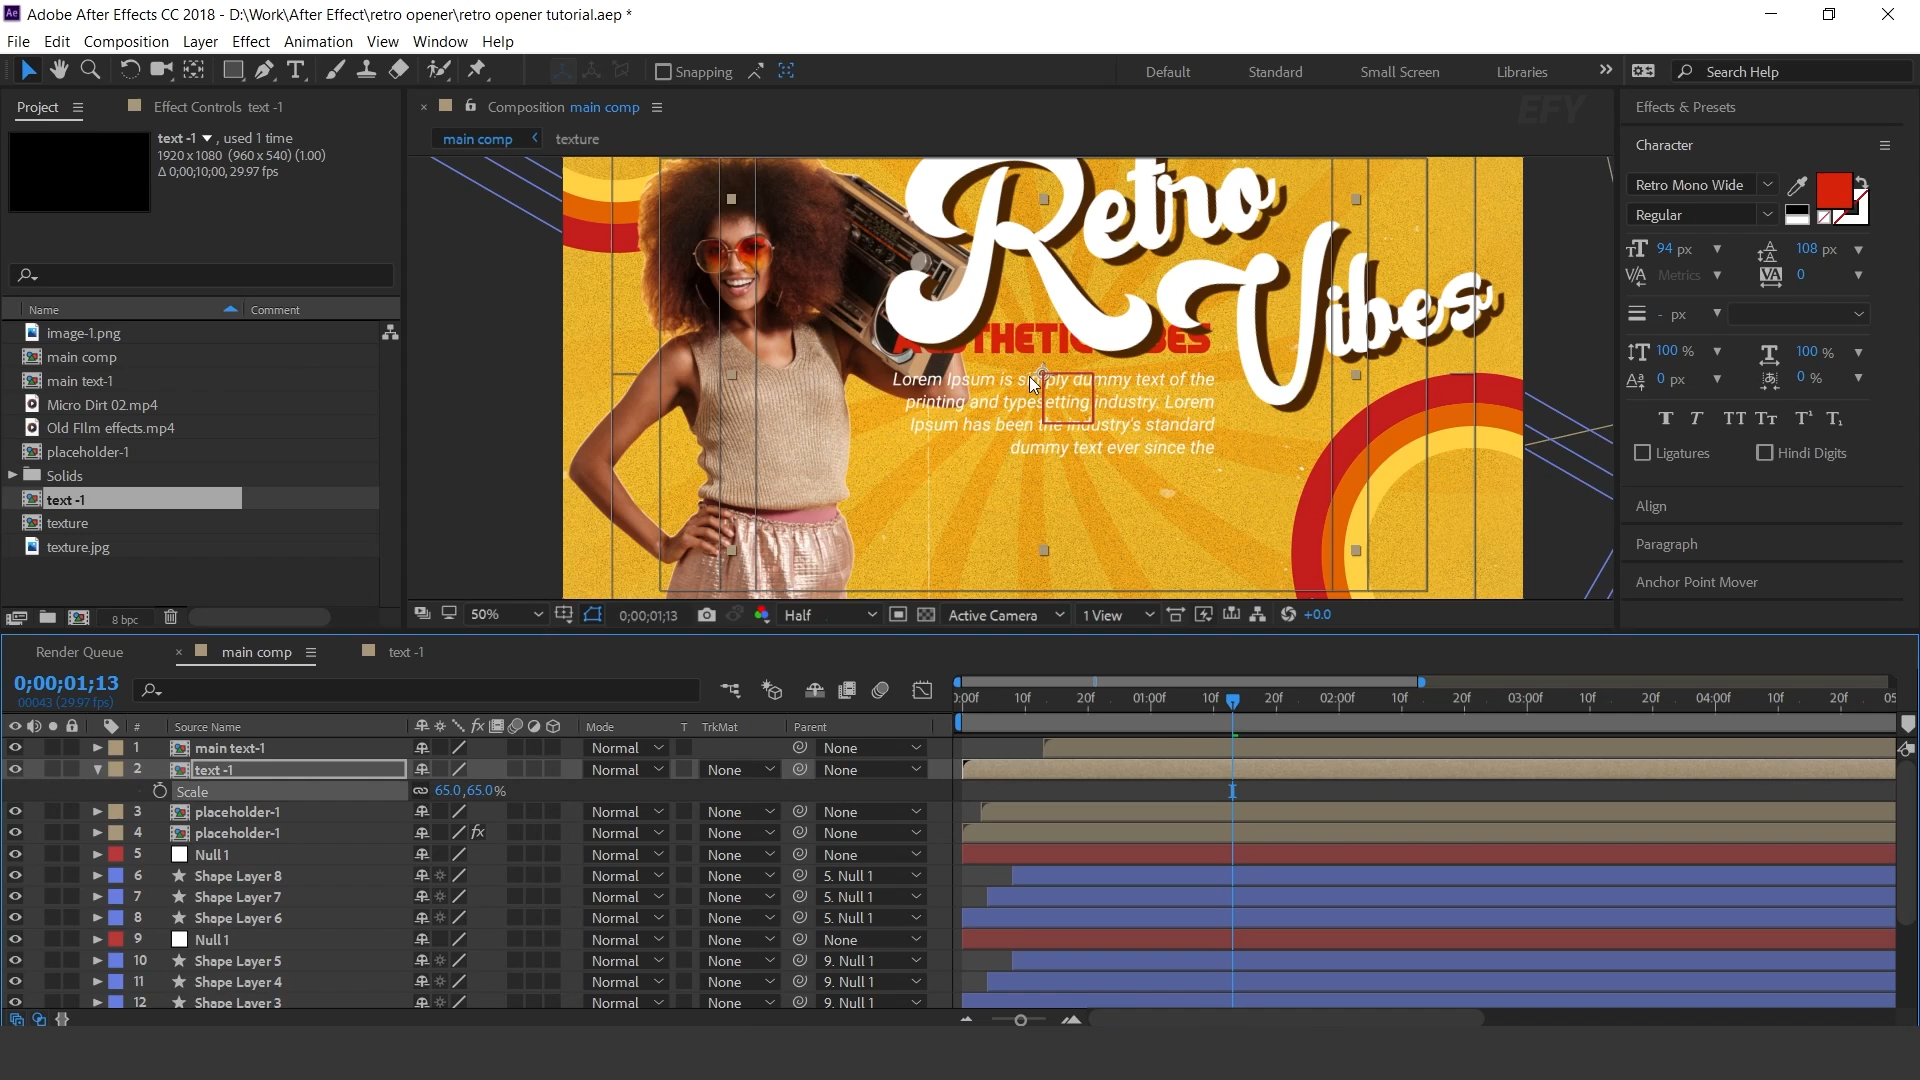 Adobe After Effects CC 2018 - D:\Work\After Effect\retro opener\retro opener tutorial.aep *
File Edit Composition Layer Effect Animation View Window Help
Snapping
Default Standard Small Screen Libraries
Search Help
Project
Effect Controls text -1
Composition main comp
EFY
main comp
texture
text -1 , used 1 time
1920 x 1080 (960 x 540) (1.00)
Δ 0;00;10;00, 29.97 fps
Name Comment
image-1.png
main comp
main text-1
Micro Dirt 02.mp4
Old FIlm effects.mp4
placeholder-1
Solids
text -1
texture
texture.jpg
8 bpc
Retro
Vibes
AESTHETIC VIBES
Lorem Ipsum is simply dummy text of the
printing and typesetting industry. Lorem
Ipsum has been the industry's standard
dummy text ever since the
50% 0;00;01;13 Half Active Camera 1 View +0.0
Effects & Presets
Character
Retro Mono Wide
Regular
94 px 108 px
Metrics 0
- px
100 % 100 %
0 px 0 %
Ligatures Hindi Digits
Align
Paragraph
Anchor Point Mover
Render Queue main comp text -1
0;00;01;13
00043 (29.97 fps)
):00f 10f 20f 01:00f 10f 20f 02:00f 10f 20f 03:00f 10f 20f 04:00f 10f 20f 05
# Source Name Mode T TrkMat Parent
1 main text-1 Normal None
2 text -1 Normal None None
Scale 65.0,65.0%
3 placeholder-1 Normal None None
4 placeholder-1 fx Normal None None
5 Null 1 Normal None None
6 Shape Layer 8 Normal None 5. Null 1
7 Shape Layer 7 Normal None 5. Null 1
8 Shape Layer 6 Normal None 5. Null 1
9 Null 1 Normal None None
10 Shape Layer 5 Normal None 9. Null 1
11 Shape Layer 4 Normal None 9. Null 1
12 Shape Layer 3 Normal None 9. Null 1